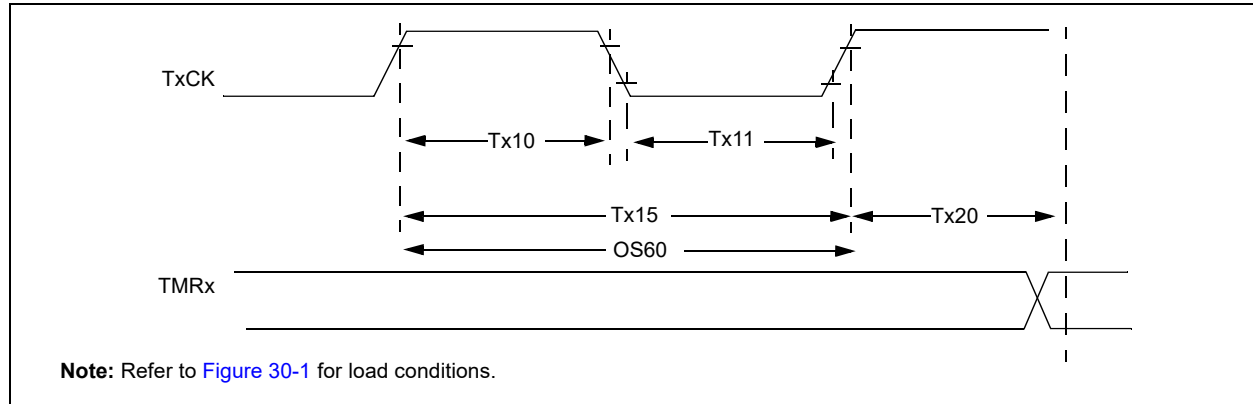 TxCK
Tx10
Tx11
Tx15
Tx20
OS60
TMRx
Note: Refer to Figure 30-1 for load conditions.